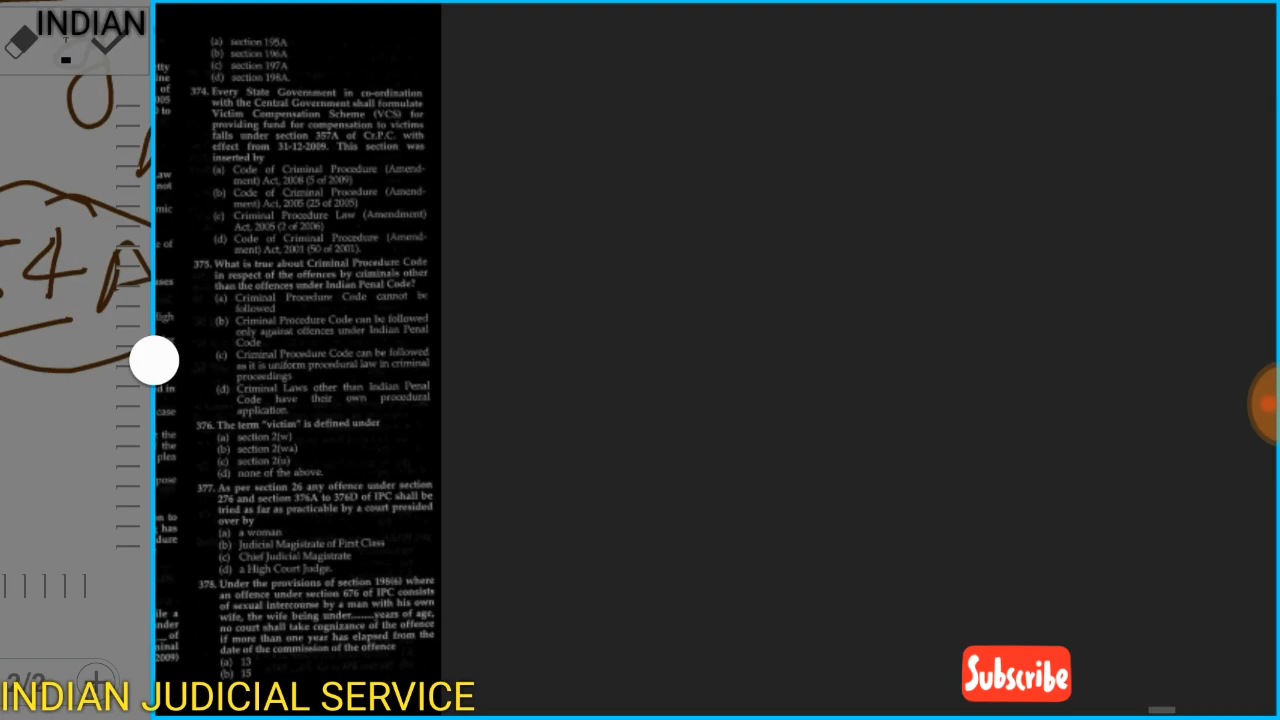 INDIAN
(a) section 195A
(b) section 196A
(c) section 197A
(d) section 198A.
374. Every State Government in co-ordination
with the Central Government shall formulate
Victim Compensation Scheme (VCS) for
providing fund for compensation to victims
falls under section 357A of Cr.P.C. with
effect from 31-12-2009. This section was
inserted by
(a) Code of Criminal Procedure (Amend-
ment) Act, 2008 (5 of 2009)
(b) Code of Criminal Procedure (Amend-
ment) Act, 2005 (25 of 2005)
(c) Criminal Procedure Law (Amendment)
Act, 2005 (2 of 2006)
(d) Code of Criminal Procedure (Amend-
ment) Act, 2001 (50 of 2001).
375. What is true about Criminal Procedure Code
in respect of the offences by criminals other
than the offences under Indian Penal Code?
(a) Criminal Procedure Code cannot be
followed
(b) Criminal Procedure Code can be followed
only against offences under Indian Penal
Code
(c) Criminal Procedure Code can be followed
as it is uniform procedural law in criminal
proceedings
(d) Criminal Laws other than Indian Penal
Code have their own procedural
application.
376. The term "victim" is defined under
(a) section 2(w)
(b) section 2(wa)
(c) section 2(u)
(d) none of the above.
377. As per section 26 any offence under section
276 and section 376A to 376D of IPC shall be
tried as far as practicable by a court presided
over by
(a) a woman
(b) Judicial Magistrate of First Class
(c) Chief Judicial Magistrate
(d) a High Court Judge.
378. Under the provisions of section 198(6) where
an offence under section 676 of IPC consists
of sexual intercourse by a man with his own
wife, the wife being under........years of age,
no court shall take cognizance of the offence
if more than one year has elapsed from the
date of the commission of the offence
(a) 13
(b) 15
Subscribe
INDIAN JUDICIAL SERVICE